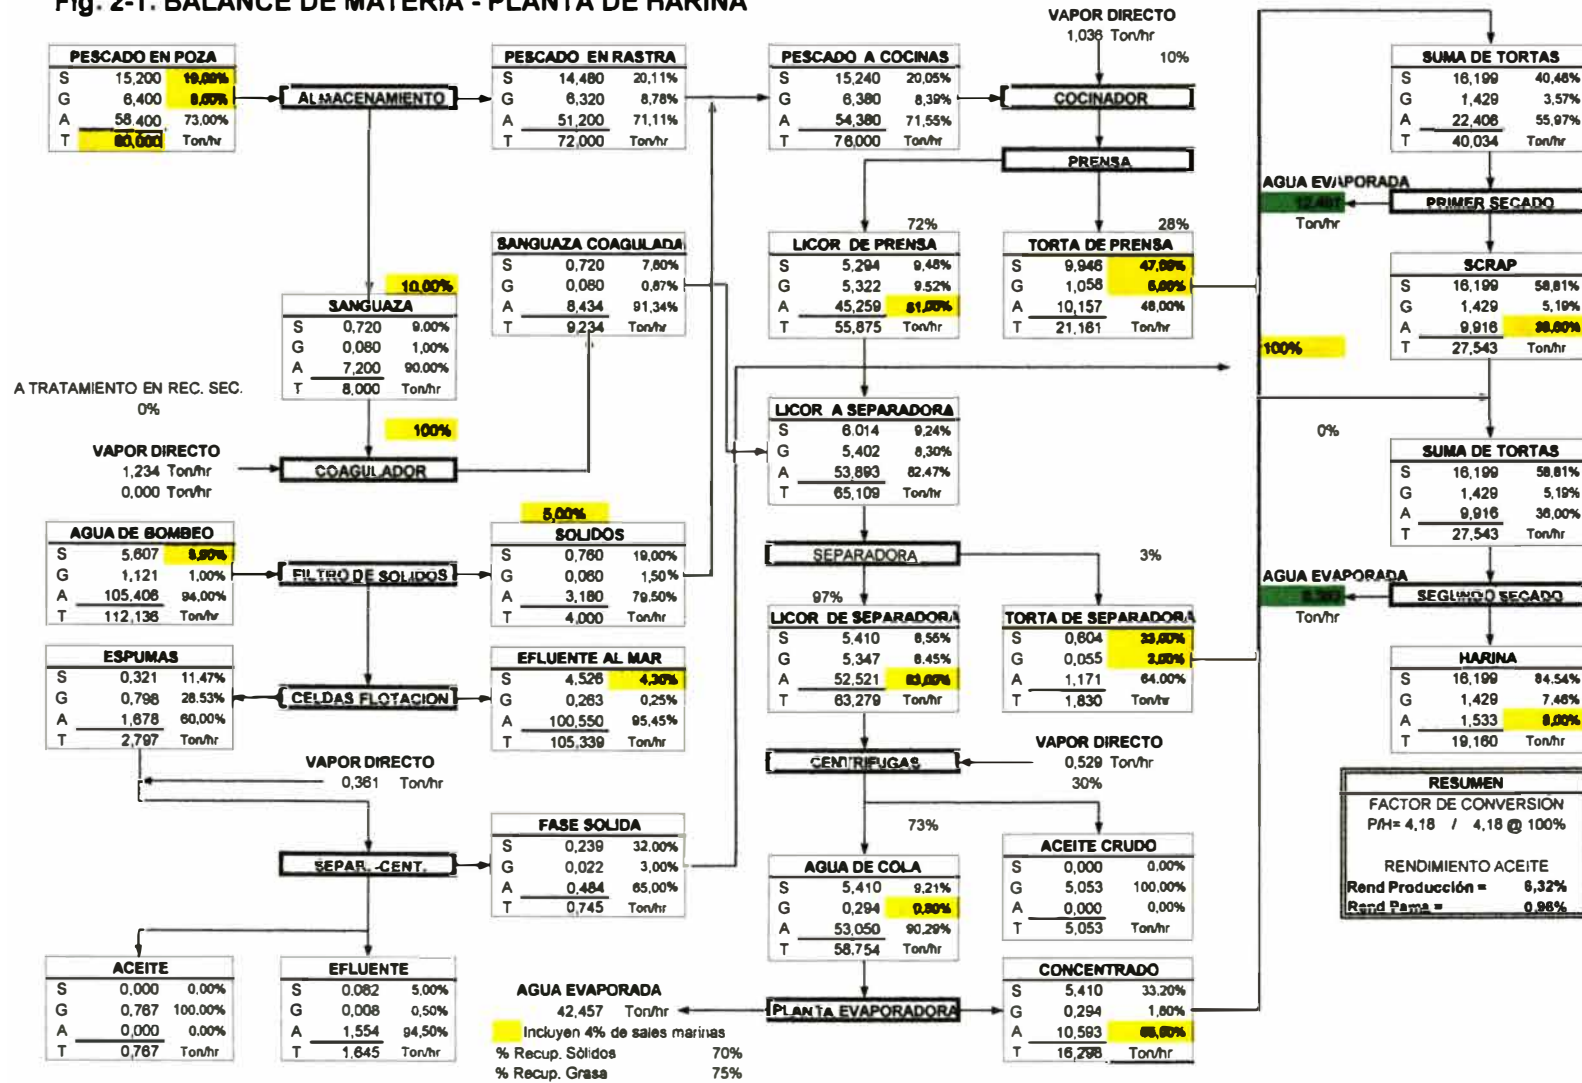 Fig. 2-1. BALANCE DE MATERIA - PLANTA DE HARINA
PESCADO EN POZA
S 15,200 19,00%
G 6,400 8,00%
A 58,400 73,00%
T 80,000 Ton/hr
ALMACENAMIENTO
PESCADO EN RASTRA
S 14,480 20,11%
G 6,320 8,78%
A 51,200 71,11%
T 72,000 Ton/hr
PESCADO A COCINAS
S 15,240 20,05%
G 6,380 8,39%
A 54,380 71,55%
T 76,000 Ton/hr
VAPOR DIRECTO
1,036 Ton/hr
10%
COCINADOR
PRENSA
SUMA DE TORTAS
S 16,199 40,46%
G 1,429 3,57%
A 22,406 55,97%
T 40,034 Ton/hr
AGUA EVAPORADA
Ton/hr
PRIMER SECADO
SANGUAZA COAGULADA
S 0,720 7,80%
G 0,080 0,87%
A 8,434 91,34%
T 9,234 Ton/hr
72%
LICOR DE PRENSA
S 5,294 9,48%
G 5,322 9,52%
A 45,259 81,00%
T 55,875 Ton/hr
28%
TORTA DE PRENSA
S 9,946 47,00%
G 1,058 5,00%
A 10,157 48,00%
T 21,161 Ton/hr
SCRAP
S 16,199 58,81%
G 1,429 5,19%
A 9,916 36,00%
T 27,543 Ton/hr
100%
10,00%
SANGUAZA
S 0,720 9.00%
G 0,080 1,00%
A 7,200 90.00%
T 8,000 Ton/hr
A TRATAMIENTO EN REC. SEC.
0%
100%
VAPOR DIRECTO
1,234 Ton/hr
0,000 Ton/hr
COAGULADOR
LICOR A SEPARADORA
S 6.014 9,24%
G 5,402 8,30%
A 53,693 82.47%
T 65,109 Ton/hr
0%
SUMA DE TORTAS
S 16,199 58,81%
G 1,429 5,19%
A 9,916 36,00%
T 27,543 Ton/hr
AGUA DE BOMBEO
S 5,607 5,00%
G 1,121 1,00%
A 105,406 94,00%
T 112,136 Ton/hr
FILTRO DE SOLIDOS
5,00%
SOLIDOS
S 0,760 19,00%
G 0,060 1,50%
A 3,180 79,50%
T 4,000 Ton/hr
SEPARADORA
3%
97%
LICOR DE SEPARADORA
S 5,410 8,55%
G 5,347 8,45%
A 52,521 83,00%
T 63,279 Ton/hr
TORTA DE SEPARADORA
S 0,604 33,00%
G 0,055 3,00%
A 1,171 64.00%
T 1,830 Ton/hr
AGUA EVAPORADA
Ton/hr
SEGUNDO SECADO
HARINA
S 16,199 84,54%
G 1,429 7,46%
A 1,533 8,00%
T 19,160 Ton/hr
ESPUMAS
S 0,321 11,47%
G 0,798 28,53%
A 1,678 60,00%
T 2,797 Ton/hr
CELDAS FLOTACION
EFLUENTE AL MAR
S 4,526 4,30%
G 0,263 0,25%
A 100,550 95,45%
T 105,339 Ton/hr
VAPOR DIRECTO
0,361 Ton/hr
CENTRIFUGAS
VAPOR DIRECTO
0,529 Ton/hr
30%
RESUMEN
FACTOR DE CONVERSION
P/H= 4,18 / 4,18 @ 100%
RENDIMIENTO ACEITE
Rend Producción = 6,32%
Rend Pama = 0,96%
SEPAR. -CENT.
FASE SOLIDA
S 0,239 32,00%
G 0,022 3,00%
A 0,484 65,00%
T 0,745 Ton/hr
73%
AGUA DE COLA
S 5,410 9,21%
G 0,294 0,50%
A 53,050 90,29%
T 58,754 Ton/hr
ACEITE CRUDO
S 0,000 0.00%
G 5,053 100,00%
A 0,000 0,00%
T 5,053 Ton/hr
ACEITE
S 0,000 0.00%
G 0,767 100.00%
A 0,000 0.00%
T 0,767 Ton/hr
EFLUENTE
S 0,082 5,00%
G 0,008 0,50%
A 1,554 94,50%
T 1,645 Ton/hr
AGUA EVAPORADA
42,457 Ton/hr
Incluyen 4% de sales marinas
% Recup. Sòlidos 70%
% Recup. Grasa 75%
PLANTA EVAPORADORA
CONCENTRADO
S 5,410 33,20%
G 0,294 1,80%
A 10,593 65,00%
T 16,298 Ton/hr